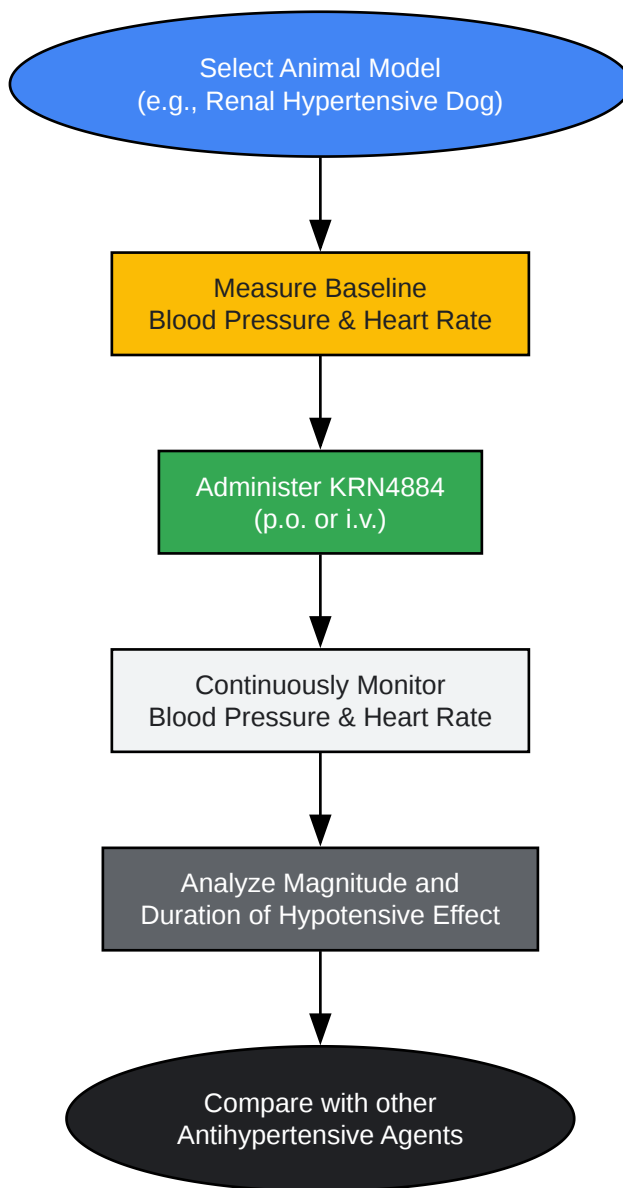 Select Animal Model
(e.g., Renal Hypertensive Dog)
Measure Baseline
Blood Pressure & Heart Rate
Administer KRN4884
(p.o. or i.v.)
Continuously Monitor
Blood Pressure & Heart Rate
Analyze Magnitude and
Duration of Hypotensive Effect
Compare with other
Antihypertensive Agents